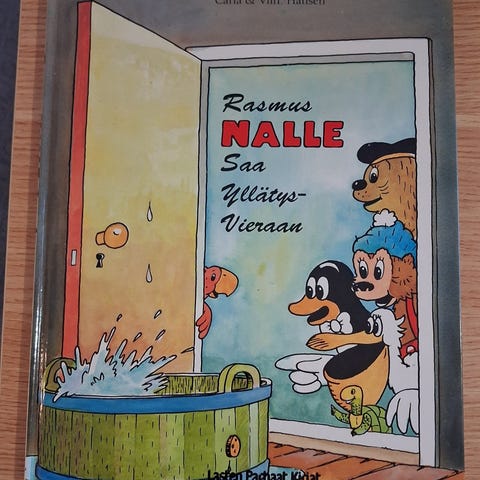 Carla & Vilh. Hansen
Rasmus
NALLE
Saa
Yllätys-
Vieraan
Lasten Parhaat Kirjat